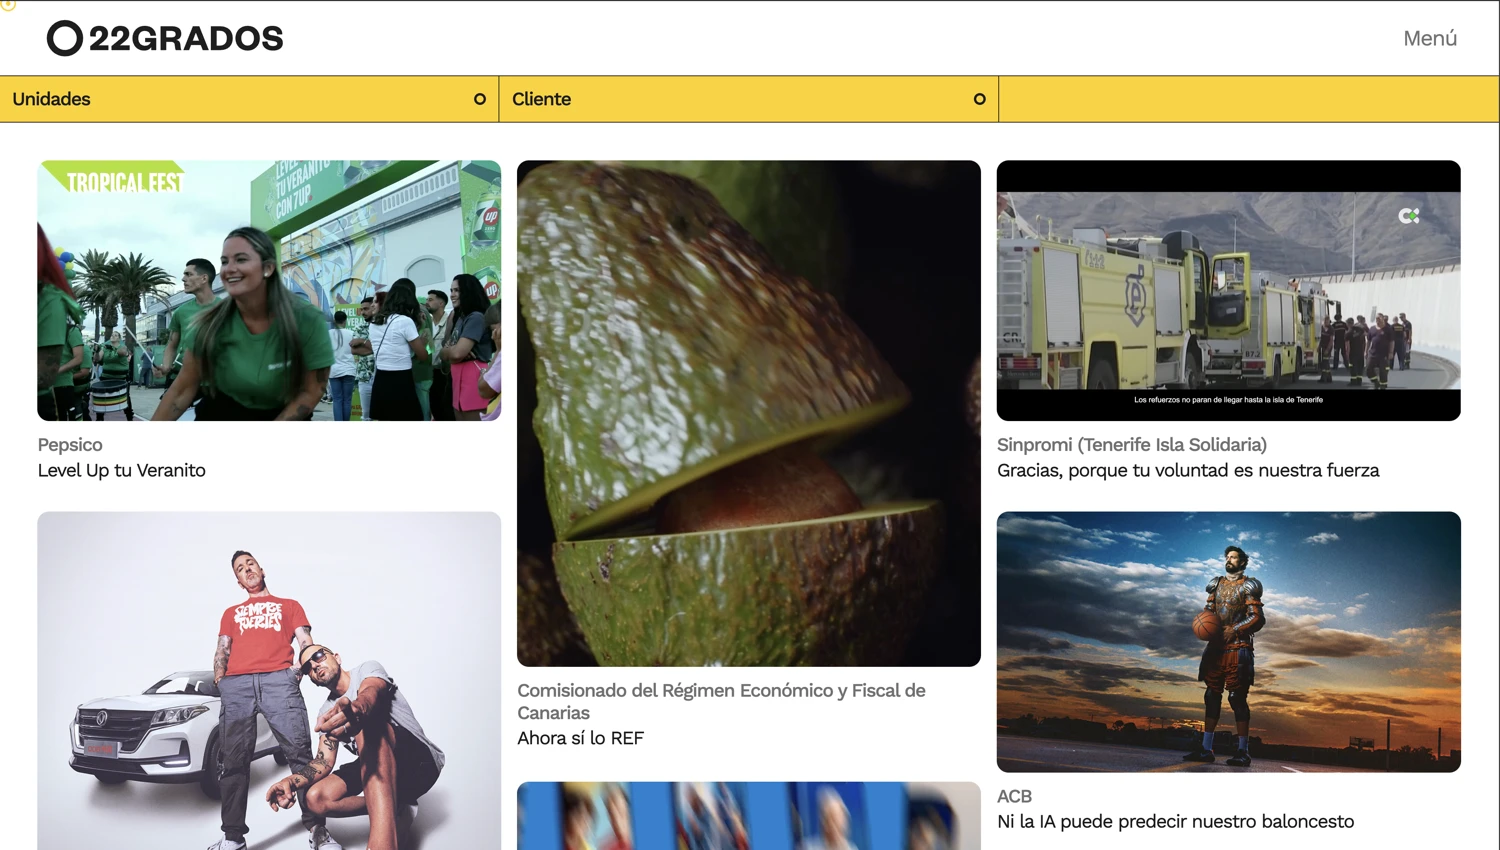 22GRADOS
Menú
Unidades
Cliente
TROPICAL FEST
LEVEL
TU VERANITO
CON 7UP.
up
up
Pepsico
Level Up tu Veranito
Comisionado del Régimen Económico y Fiscal de
Canarias
Ahora sí lo REF
Los refuerzos no paran de llegar hasta la isla de Tenerife
Sinpromi (Tenerife Isla Solidaria)
Gracias, porque tu voluntad es nuestra fuerza
SIEMPRE
FUERTES
ACB
Ni la IA puede predecir nuestro baloncesto